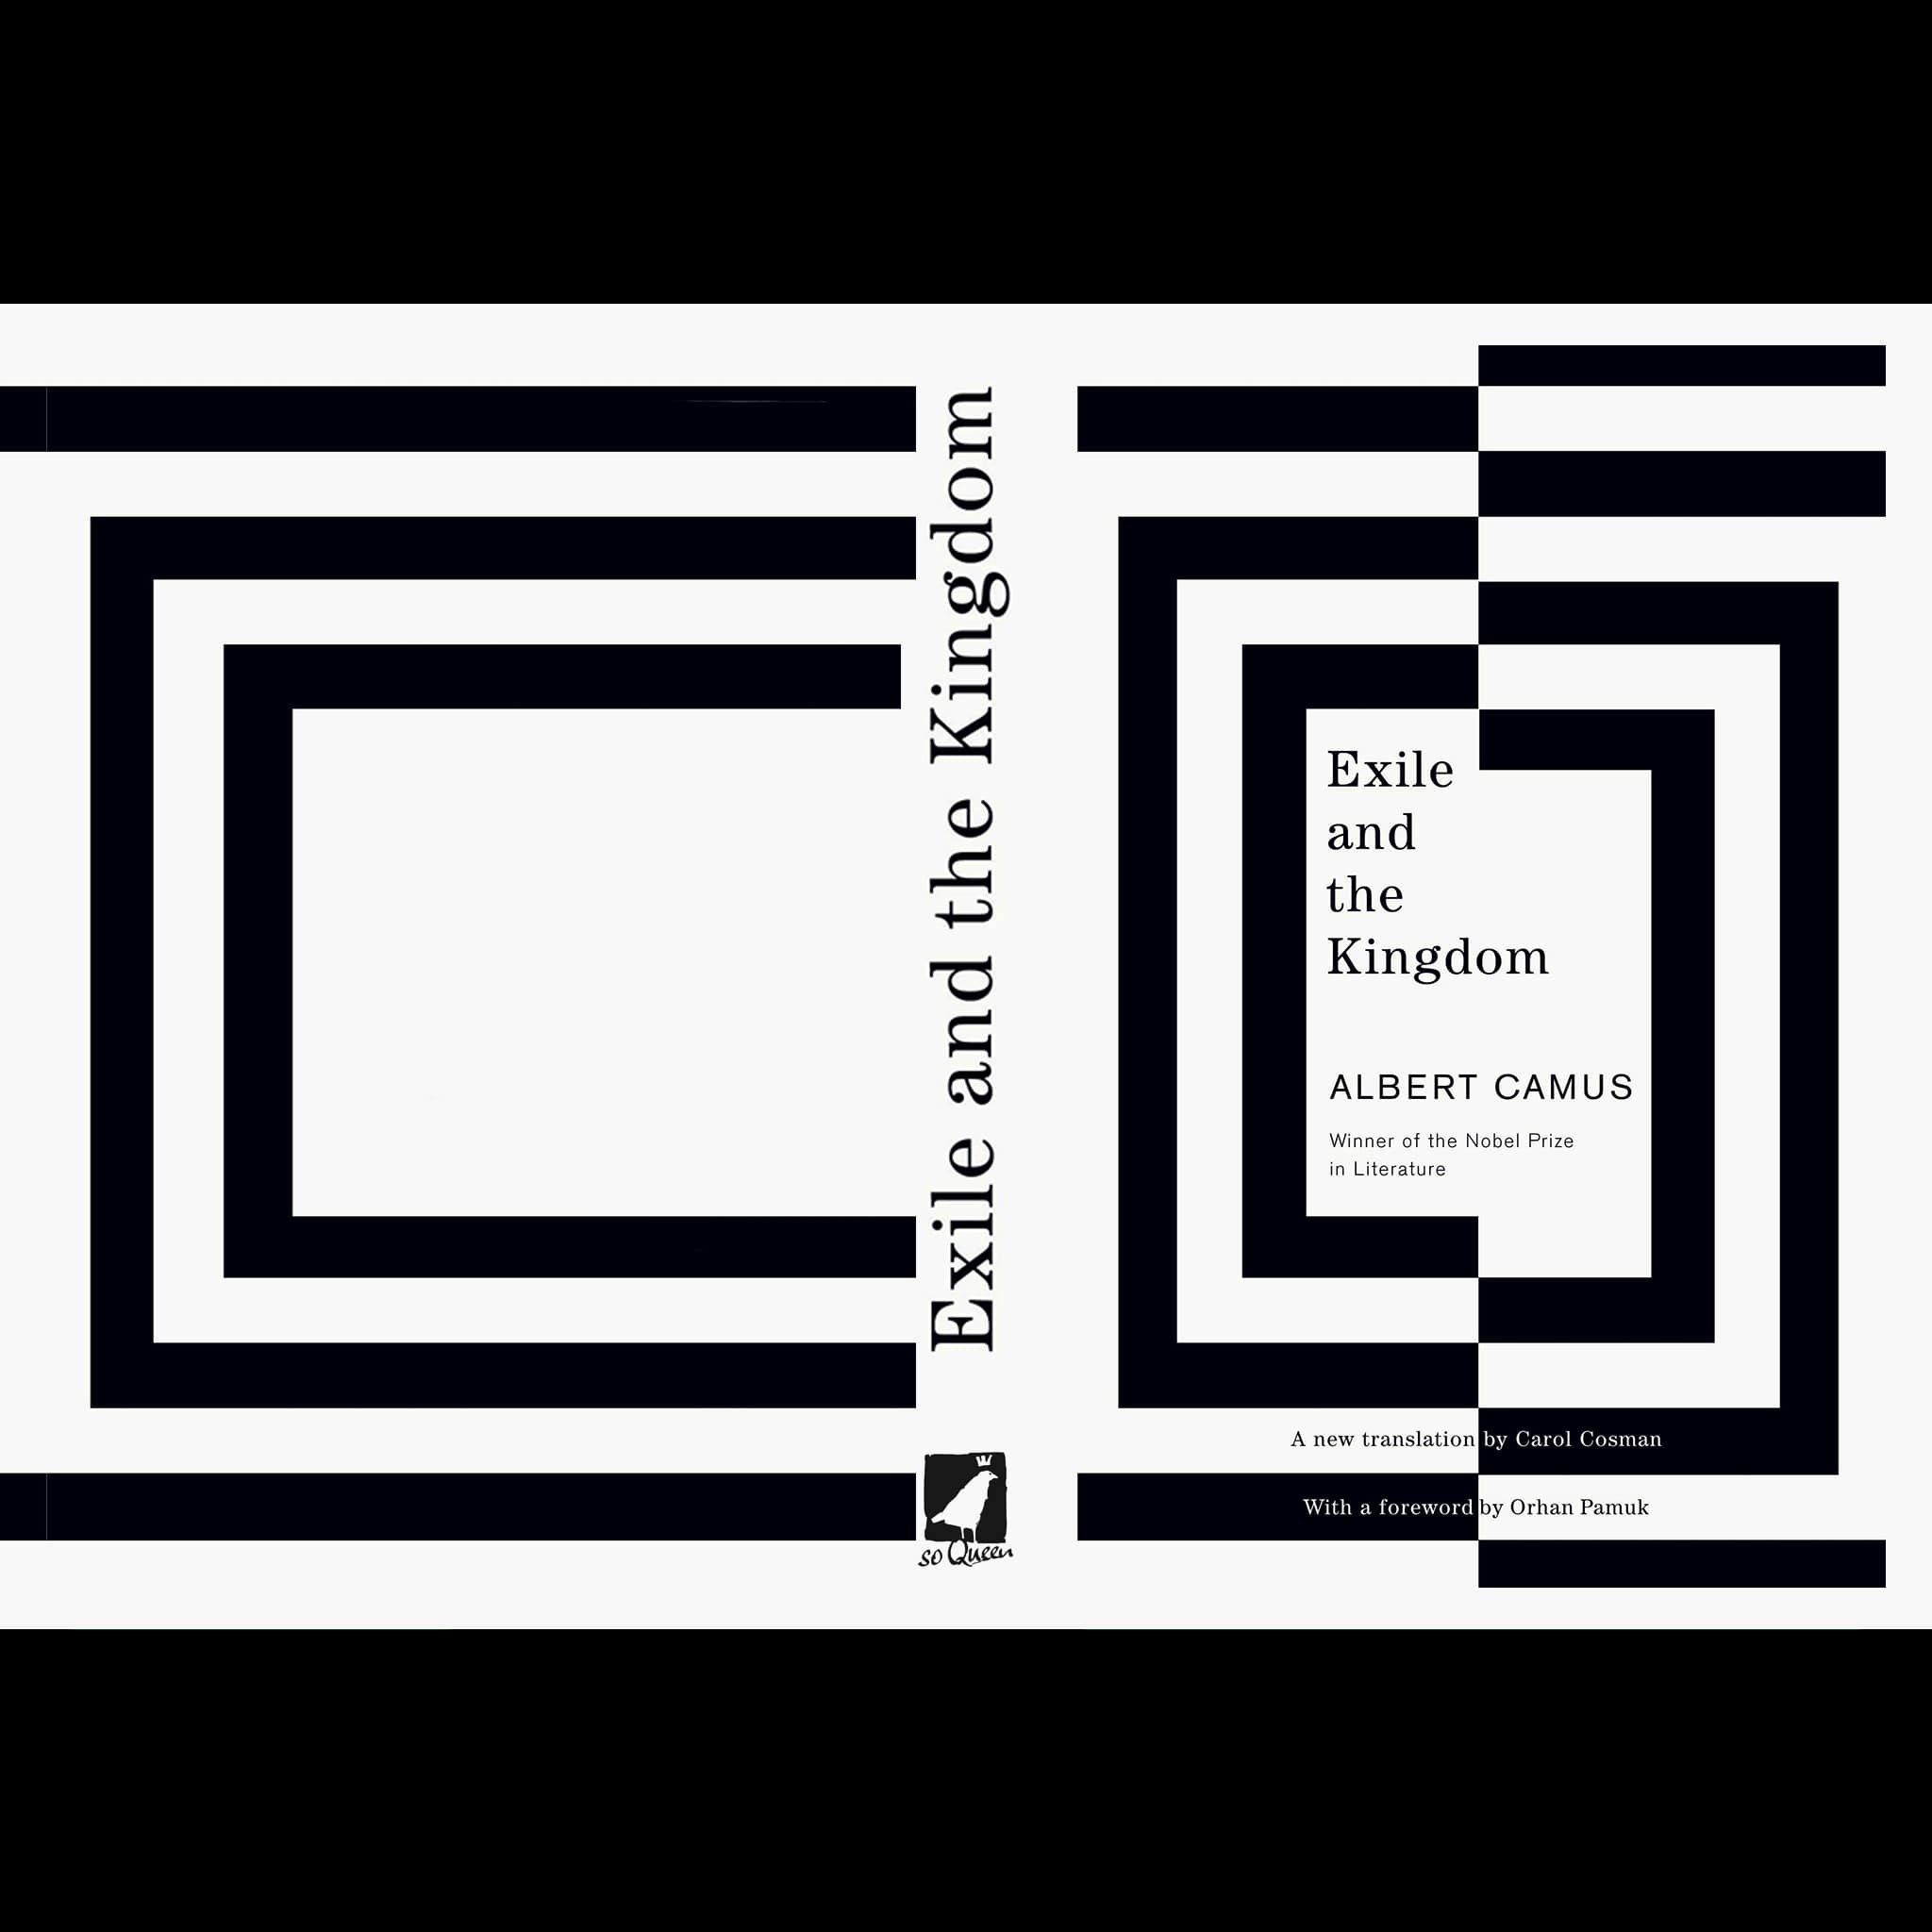 Exile and the Kingdom
so Queen
Exile
and
the
Kingdom
ALBERT CAMUS
Winner of the Nobel Prize
in Literature
A new translation by Carol Cosman
With a foreword by Orhan Pamuk